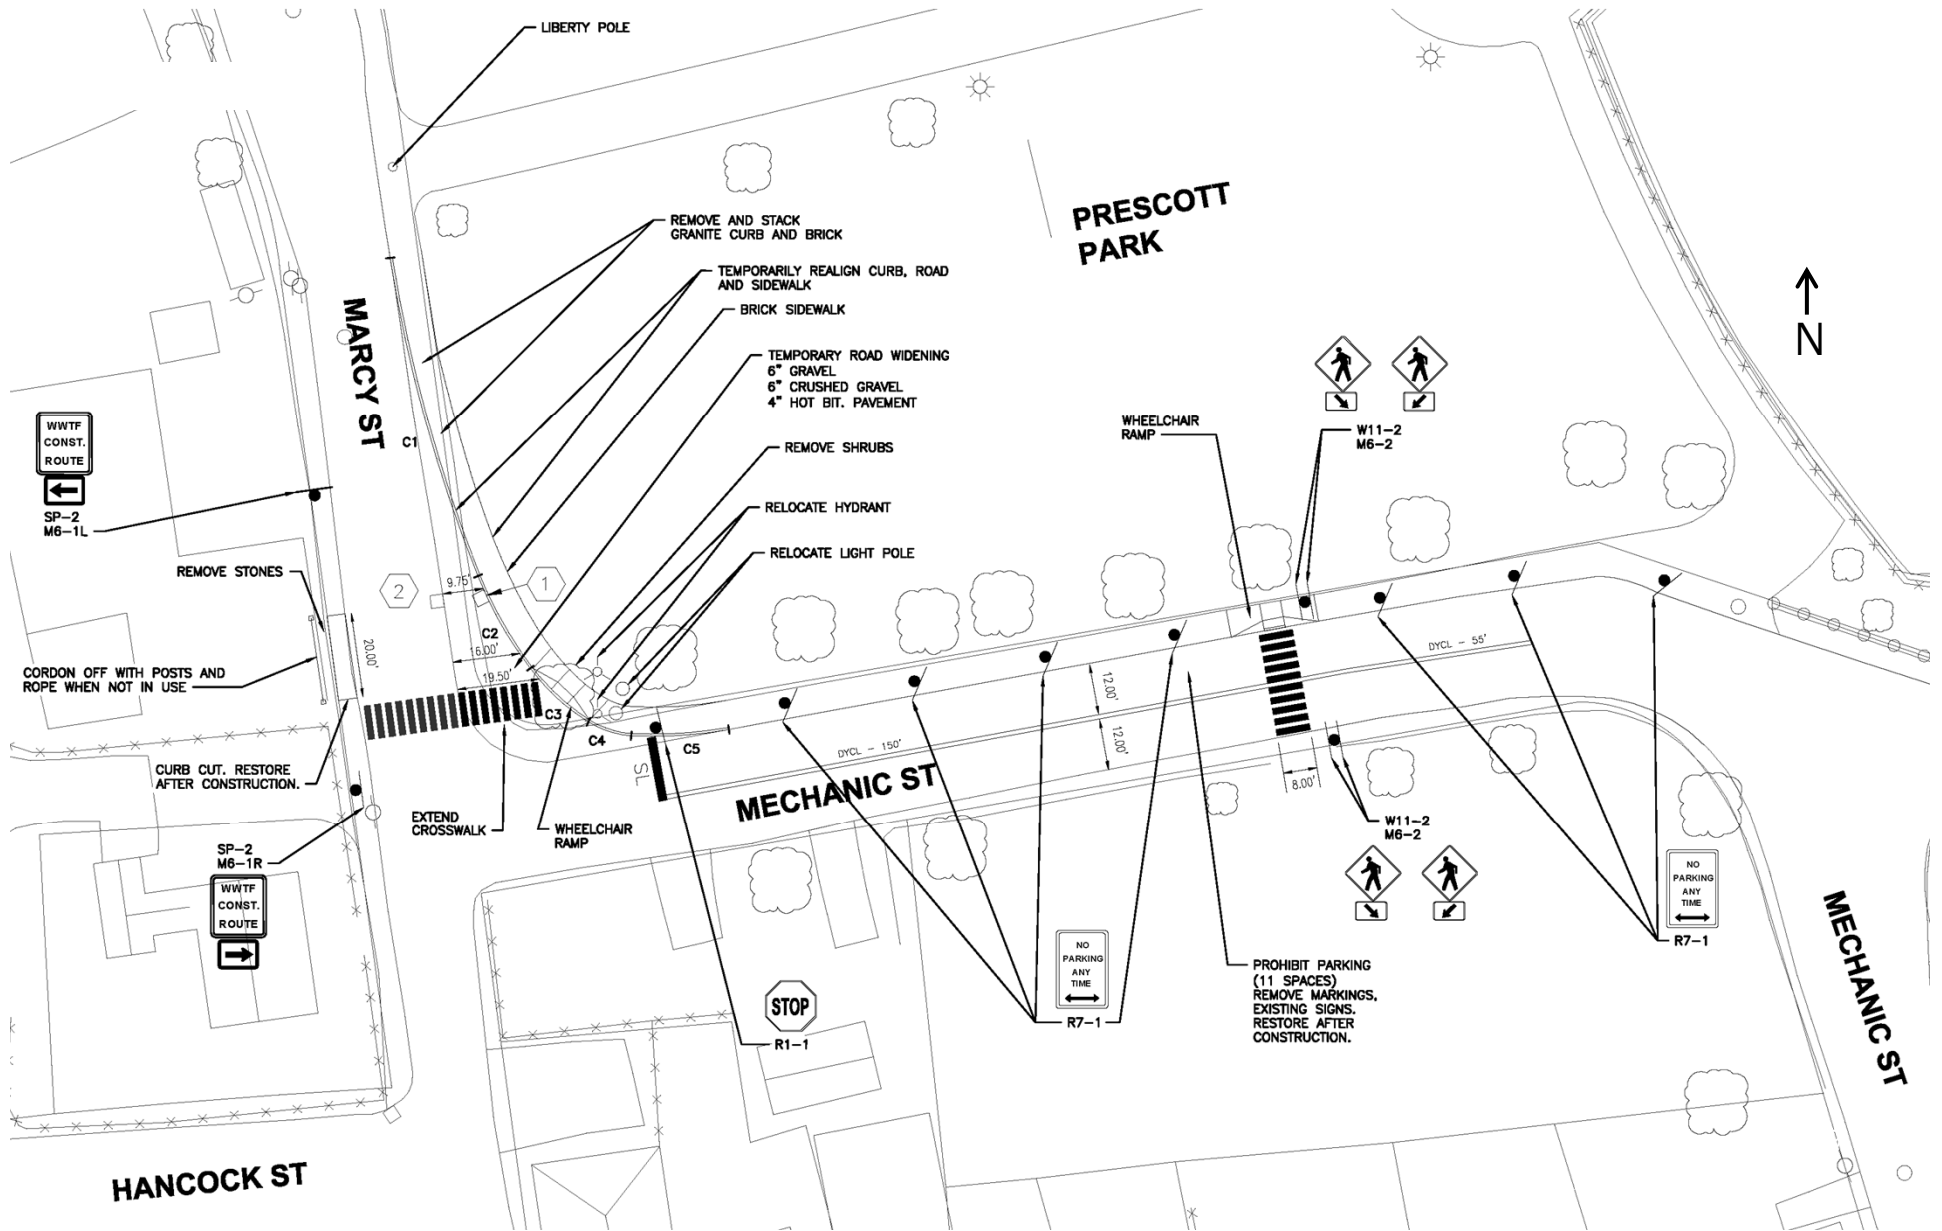 LIBERTY POLE
REMOVE AND STACK
GRANITE CURB AND BRICK
TEMPORARILY REALIGN CURB, ROAD
AND SIDEWALK
BRICK SIDEWALK
TEMPORARY ROAD WIDENING
6" GRAVEL
6" CRUSHED GRAVEL
4" HOT BIT. PAVEMENT
REMOVE SHRUBS
RELOCATE HYDRANT
RELOCATE LIGHT POLE
PRESCOTT
PARK
N
MARCY ST
C1
WWTF
CONST.
ROUTE
SP-2
M6-1L
REMOVE STONES
CORDON OFF WITH POSTS AND
ROPE WHEN NOT IN USE
CURB CUT. RESTORE
AFTER CONSTRUCTION.
20.00'
2
9.75'
1
C2
16.00'
19.50'
C3
C4
C5
SL
EXTEND
CROSSWALK
WHEELCHAIR
RAMP
SP-2
M6-1R
WWTF
CONST.
ROUTE
HANCOCK ST
DYCL - 150'
MECHANIC ST
12.00'
12.00'
DYCL - 55'
8.00'
WHEELCHAIR
RAMP
W11-2
M6-2
W11-2
M6-2
STOP
R1-1
NO
PARKING
ANY
TIME
R7-1
PROHIBIT PARKING
(11 SPACES)
REMOVE MARKINGS,
EXISTING SIGNS.
RESTORE AFTER
CONSTRUCTION.
NO
PARKING
ANY
TIME
R7-1
MECHANIC ST